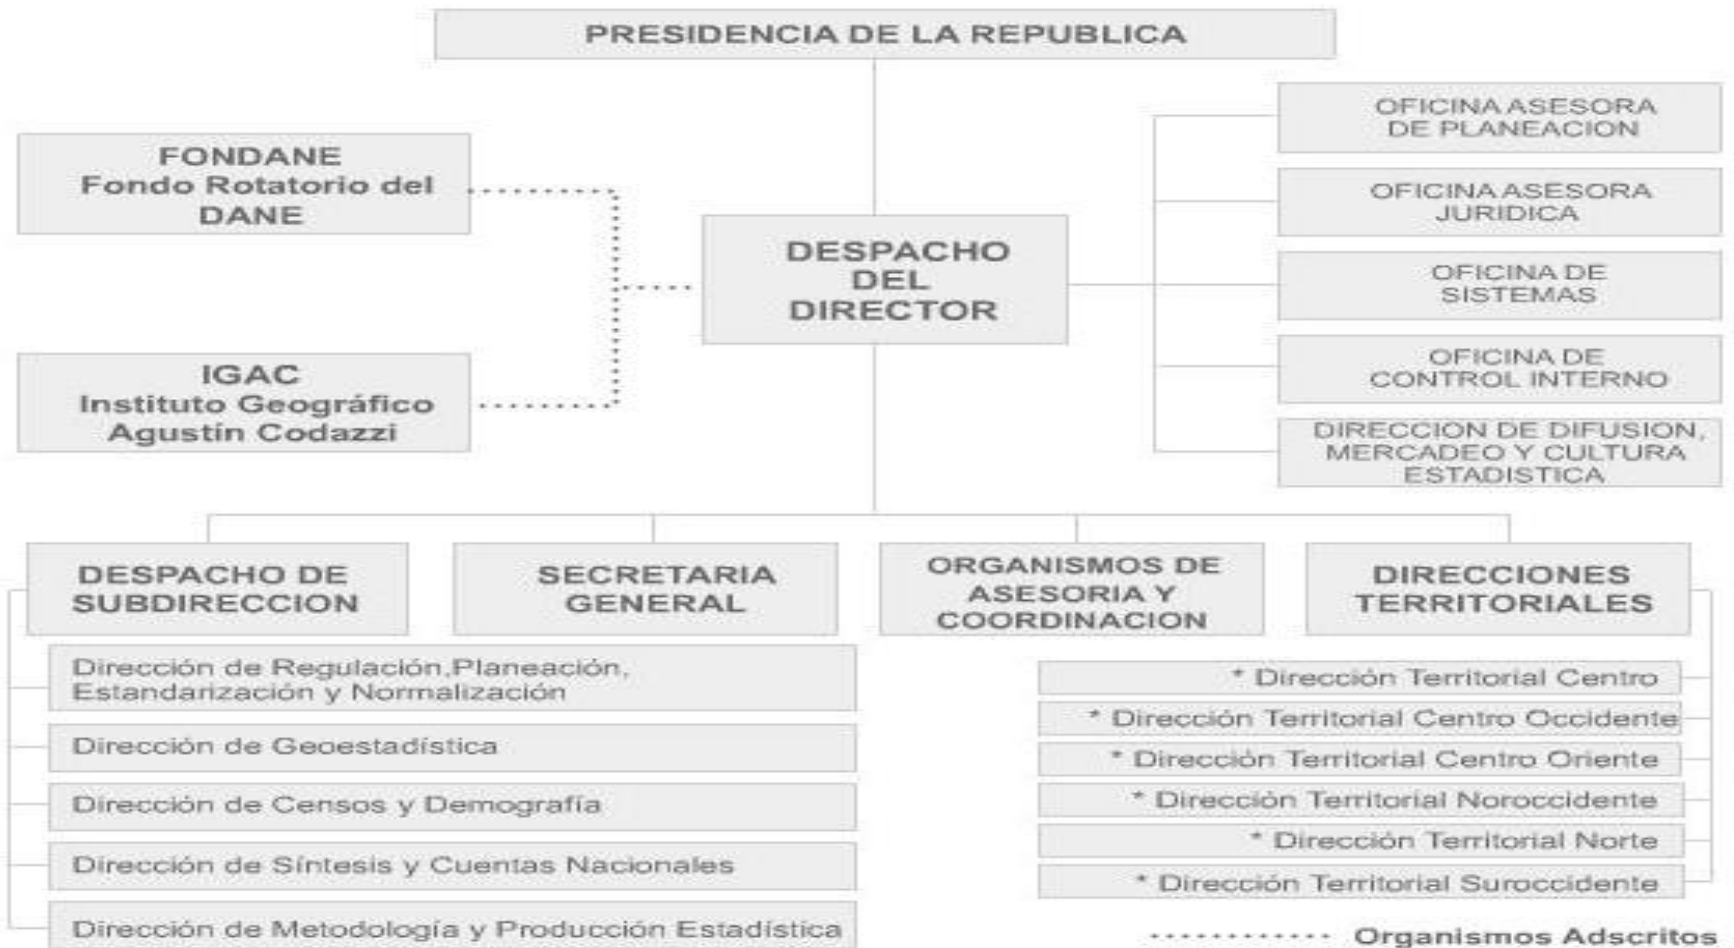 PRESIDENCIA DE LA REPUBLICA
FONDANE
Fondo Rotatorio del
DANE
IGAC
Instituto Geográfico
Agustín Codazzi
DESPACHO
DEL
DIRECTOR
OFICINA ASESORA
DE PLANEACION
OFICINA ASESORA
JURIDICA
OFICINA DE
SISTEMAS
OFICINA DE
CONTROL INTERNO
DIRECCION DE DIFUSION,
MERCADEO Y CULTURA
ESTADISTICA
DESPACHO DE
SUBDIRECCION
SECRETARIA
GENERAL
ORGANISMOS DE
ASESORIA Y
COORDINACION
DIRECCIONES
TERRITORIALES
Dirección de Regulación,Planeación,
Estandarización y Normalización
Dirección de Geoestadística
Dirección de Censos y Demografía
Dirección de Síntesis y Cuentas Nacionales
Dirección de Metodología y Producción Estadística
* Dirección Territorial Centro
* Dirección Territorial Centro Occidente
* Dirección Territorial Centro Oriente
* Dirección Territorial Noroccidente
* Dirección Territorial Norte
* Dirección Territorial Suroccidente
Organismos Adscritos